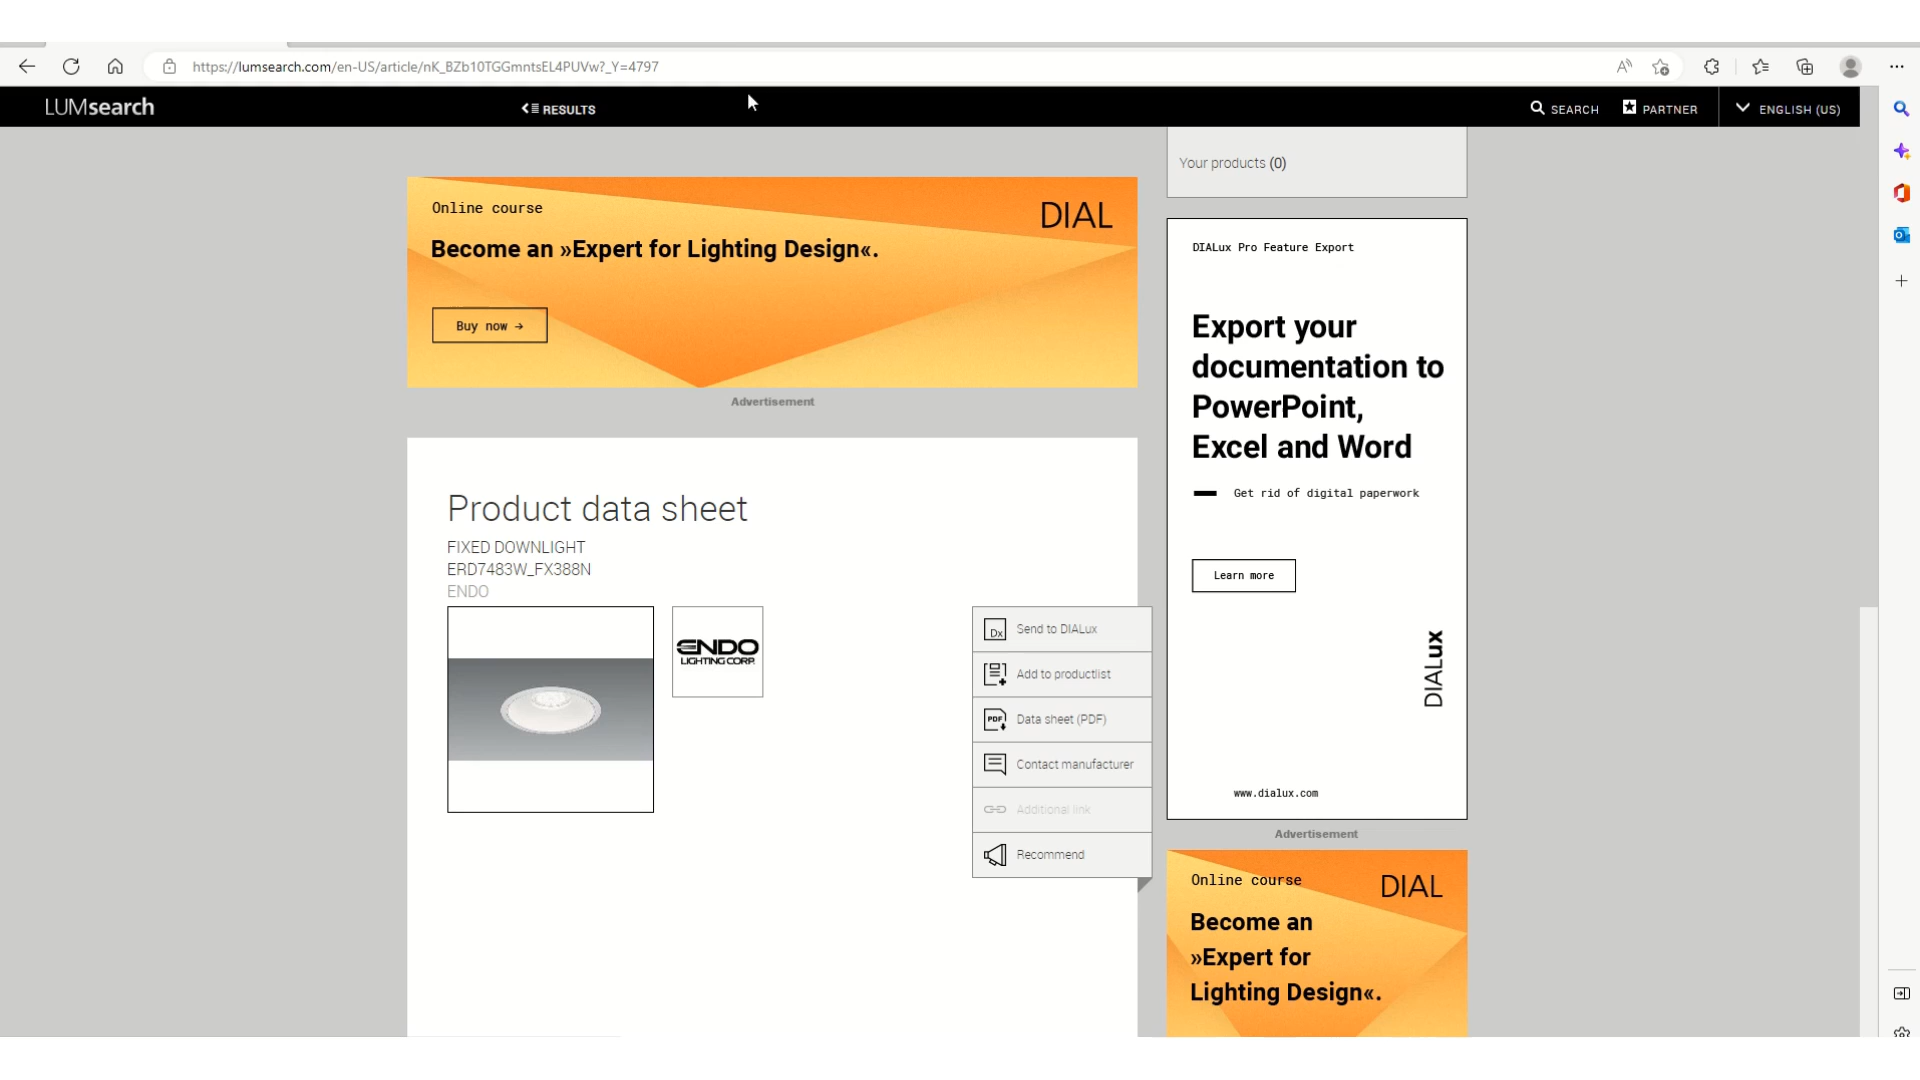 https://lumsearch.com/en-US/article/nK_BZb10TGGmntsEL4PUVw?_Y=4797
LUMsearch
RESULTS
SEARCH
PARTNER
ENGLISH (US)
Your products (0)
Online course
DIAL
Become an »Expert for Lighting Design«.
Buy now →
Advertisement
DIALux Pro Feature Export
Export your
documentation to
PowerPoint,
Excel and Word
Get rid of digital paperwork
Learn more
DIALux
www.dialux.com
Advertisement
Product data sheet
FIXED DOWNLIGHT
ERD7483W_FX388N
ENDO
ENDO
LIGHTING CORP.
Dx
Send to DIALux
Add to productlist
PDF
Data sheet (PDF)
Contact manufacturer
Additional link
Recommend
Online course
DIAL
Become an
»Expert for
Lighting Design«.